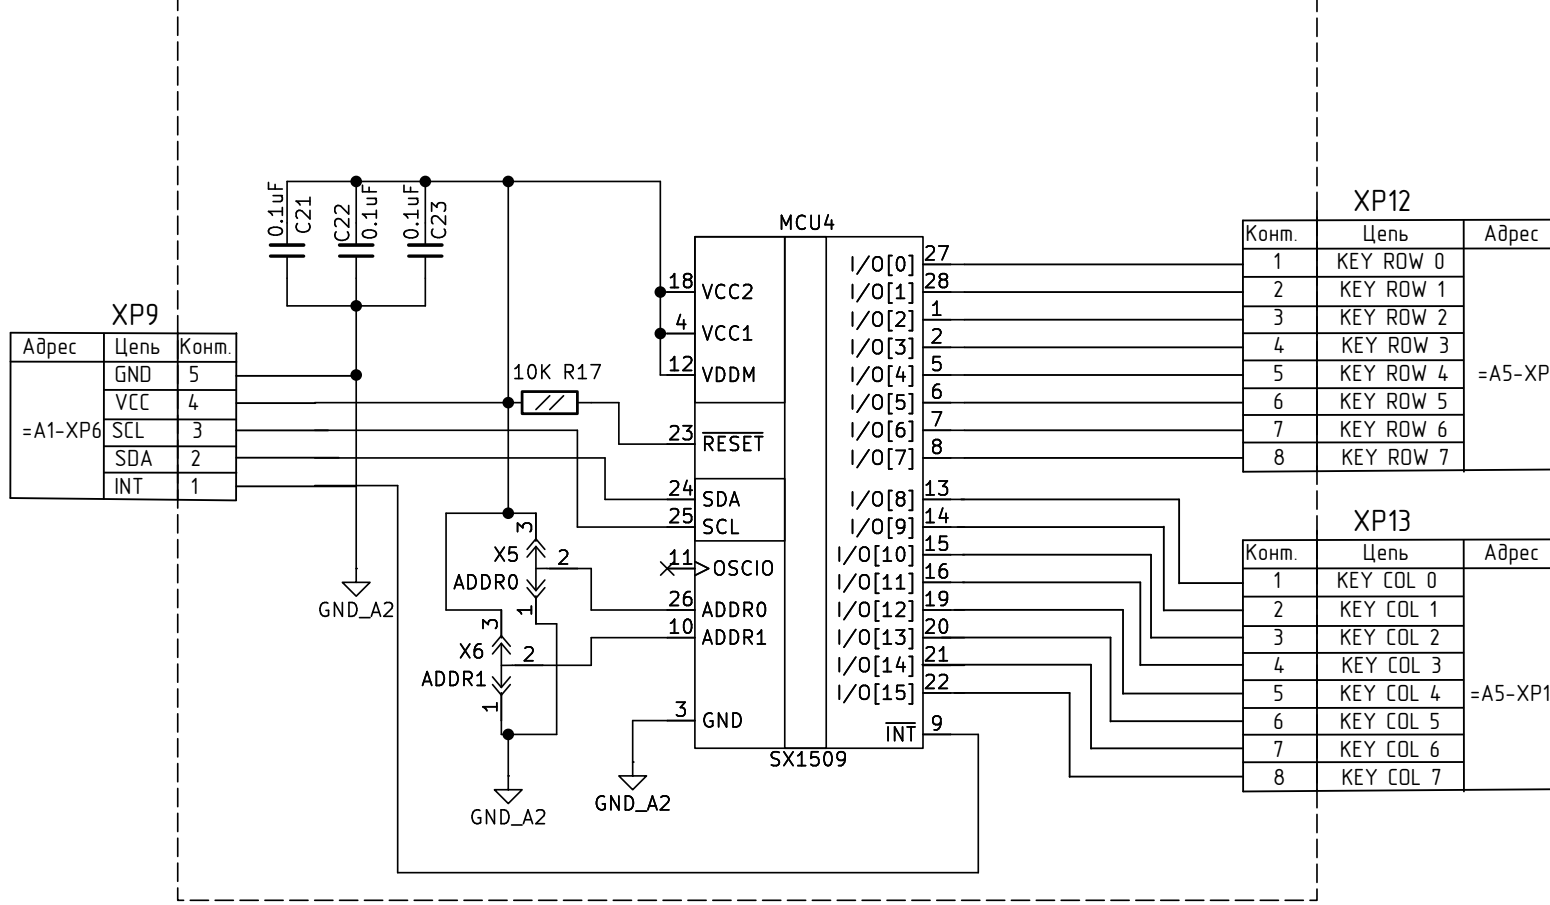 XP9
Адрес Цепь Конт.
GND 5
VCC 4
=A1-XP6 SCL 3
SDA 2
INT 1
0.1uF
C21
C22
0.1uF
0.1uF
C23
GND_A2
10K R17
X5
ADDR0
3
2
1
X6
ADDR1
3
2
1
GND_A2
GND_A2
MCU4
18 VCC2
4 VCC1
12 VDDM
23 RESET
24 SDA
25 SCL
11 OSCIO
26 ADDR0
10 ADDR1
3 GND
I/O[0] 27
I/O[1] 28
I/O[2] 1
I/O[3] 2
I/O[4] 5
I/O[5] 6
I/O[6] 7
I/O[7] 8
I/O[8] 13
I/O[9] 14
I/O[10] 15
I/O[11] 16
I/O[12] 19
I/O[13] 20
I/O[14] 21
I/O[15] 22
INT 9
SX1509
XP12
Конт. Цепь Адрес
1 KEY ROW 0
2 KEY ROW 1
3 KEY ROW 2
4 KEY ROW 3
5 KEY ROW 4 =A5-XP
6 KEY ROW 5
7 KEY ROW 6
8 KEY ROW 7
XP13
Конт. Цепь Адрес
1 KEY COL 0
2 KEY COL 1
3 KEY COL 2
4 KEY COL 3
5 KEY COL 4 =A5-XP1
6 KEY COL 5
7 KEY COL 6
8 KEY COL 7